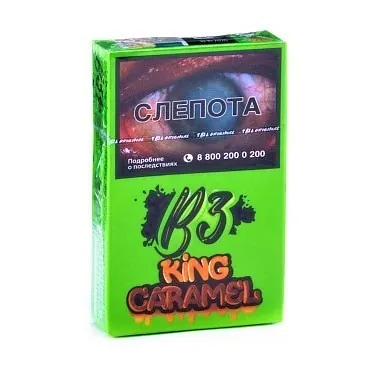 СЛЕПОТА
Подробнее
о последствиях
8 800 200 0 200
B3
KING
CARAMEL